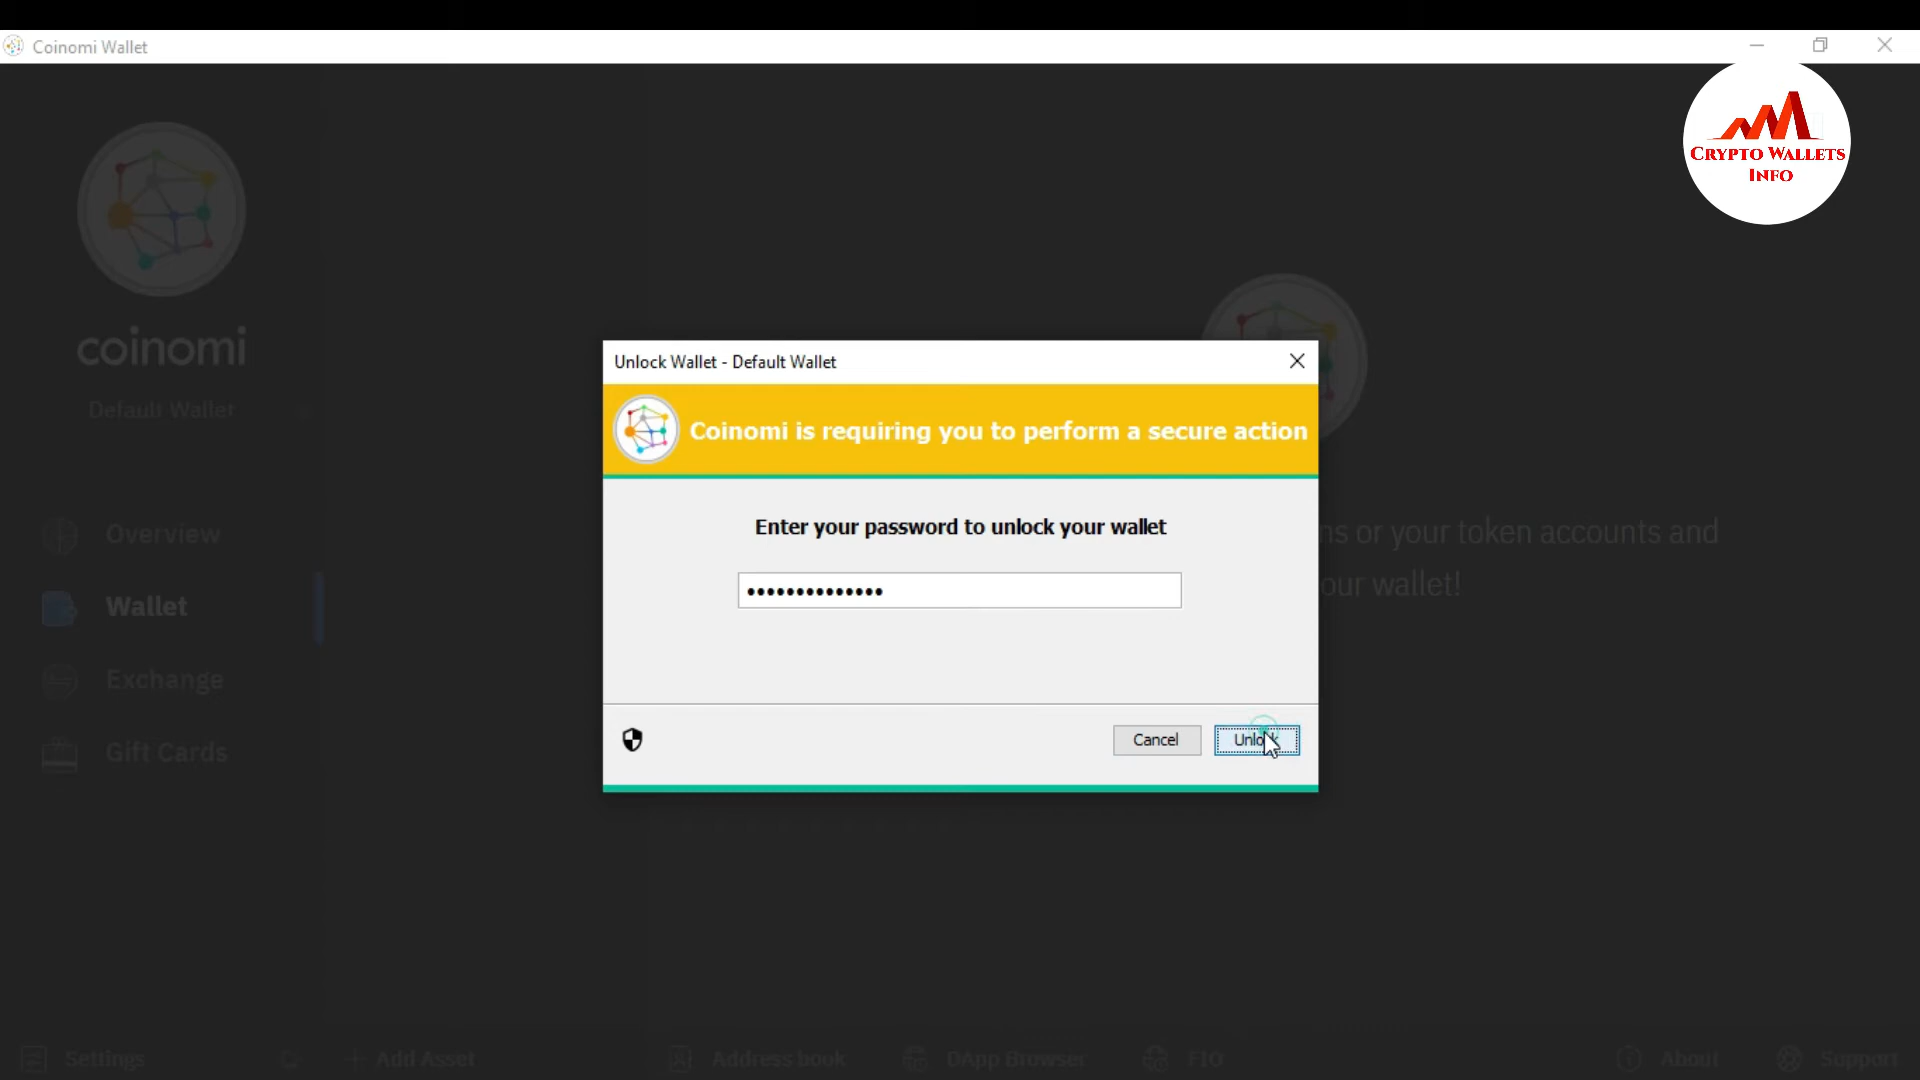 Coinomi Wallet
CRYPTO WALLETS
INFO
coinomi
Default Wallet
Overview
Wallet
Exchange
Gift Cards
Unlock Wallet - Default Wallet
Coinomi is requiring you to perform a secure action
Enter your password to unlock your wallet
••••••••••••••
ns or your token accounts and
our wallet!
Cancel
Unlock
Settings
Add Asset
Address book
DApp Browser
FIO
About
Support